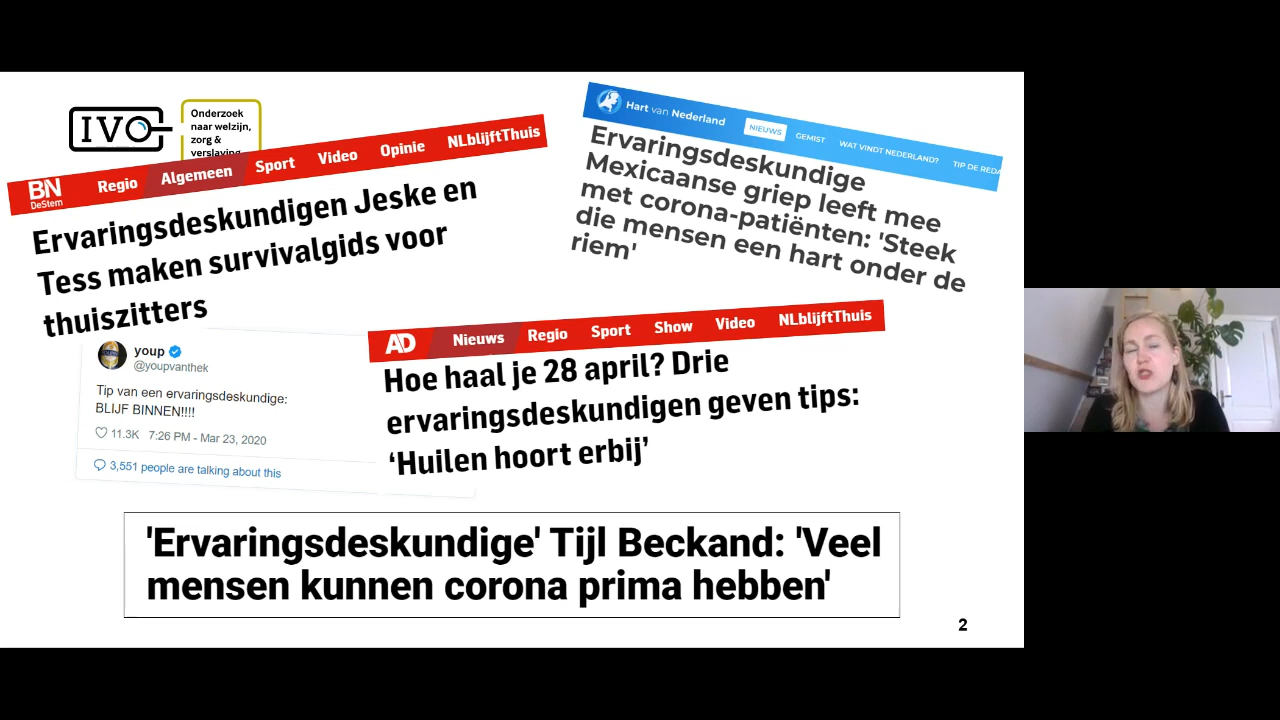 IVO
Onderzoek
naar welzijn,
zorg &
verslaving
BN
DeStem
Regio Algemeen Sport Video Opinie NLblijftThuis
Ervaringsdeskundigen Jeske en
Tess maken survivalgids voor
thuiszitters
Hart van Nederland NIEUWS GEMIST WAT VINDT NEDERLAND? TIP DE REDA
Ervaringsdeskundige
Mexicaanse griep leeft mee
met corona-patiënten: 'Steek
die mensen een hart onder de
riem'
youp
@youpvanthek
Tip van een ervaringsdeskundige:
BLIJF BINNEN!!!!
11.3K 7:26 PM - Mar 23, 2020
3,551 people are talking about this
AD Nieuws Regio Sport Show Video NLblijftThuis
Hoe haal je 28 april? Drie
ervaringsdeskundigen geven tips:
‘Huilen hoort erbij’
'Ervaringsdeskundige' Tijl Beckand: 'Veel
mensen kunnen corona prima hebben'
2